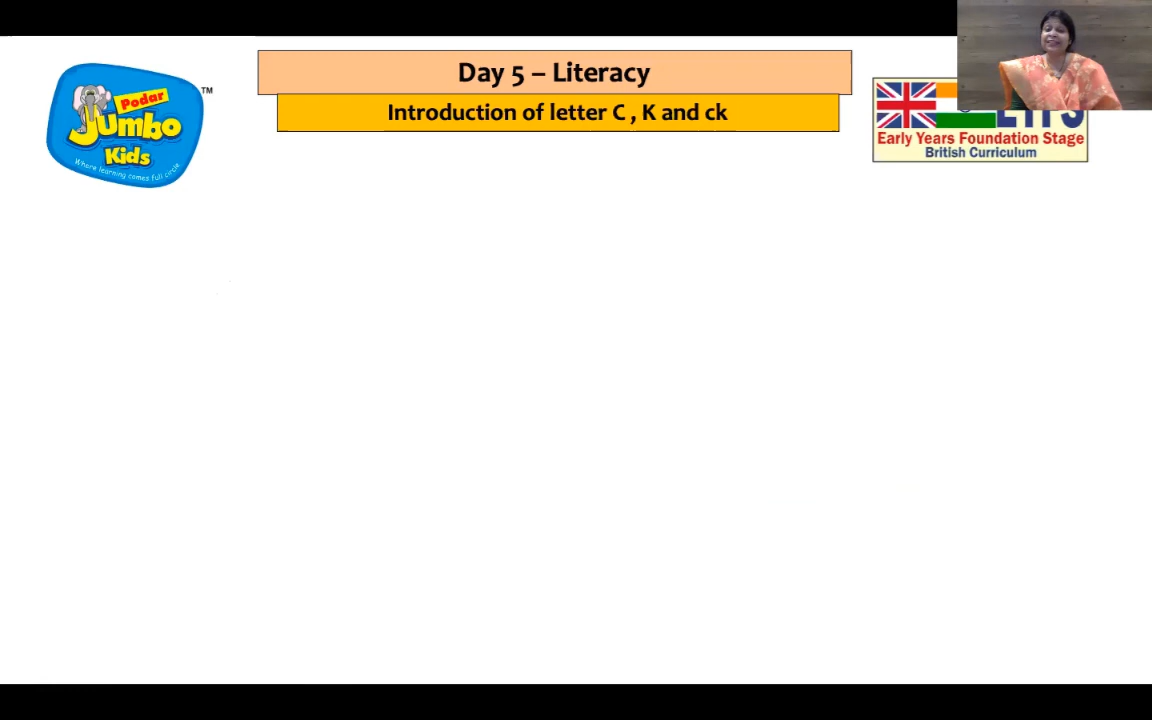 Day 5 – Literacy
Introduction of letter C , K and ck
Podar
Jumbo
Kids
Where learning comes full circle
TM
Early Years Foundation Stage
British Curriculum